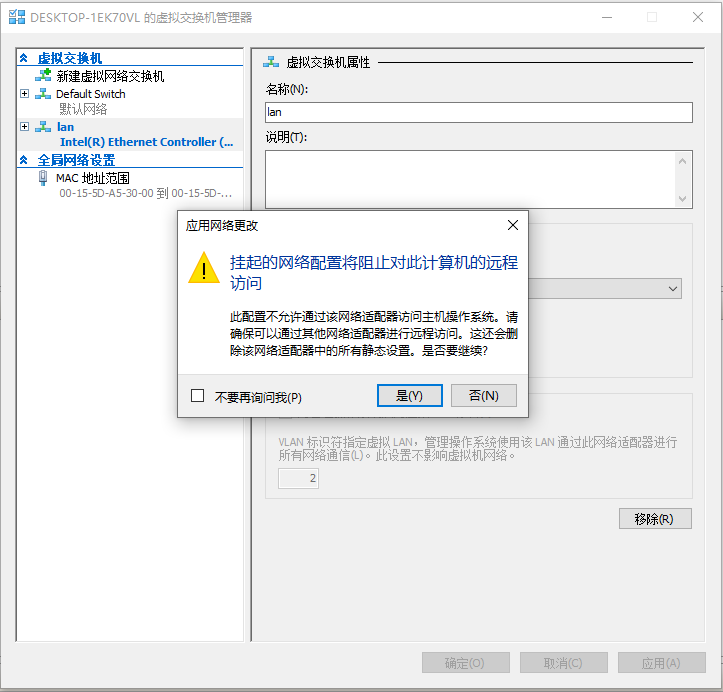 DESKTOP-1EK70VL 的虚拟交换机管理器
虚拟交换机
新建虚拟网络交换机
Default Switch
默认网络
lan
Intel(R) Ethernet Controller (...
全局网络设置
MAC 地址范围
00-15-5D-A5-30-00 到 00-15-5D-...
虚拟交换机属性
名称(N):
lan
说明(T):
应用网络更改
挂起的网络配置将阻止对此计算机的远程
访问
此配置不允许通过该网络适配器访问主机操作系统。请
确保可以通过其他网络适配器进行远程访问。这还会删
除该网络适配器中的所有静态设置。是否要继续?
不要再询问我(P)
是(Y)
否(N)
VLAN 标识符指定虚拟 LAN，管理操作系统使用该 LAN 通过此网络适配器进行
所有网络通信(L)。此设置不影响虚拟机网络。
2
移除(R)
确定(O)
取消(C)
应用(A)